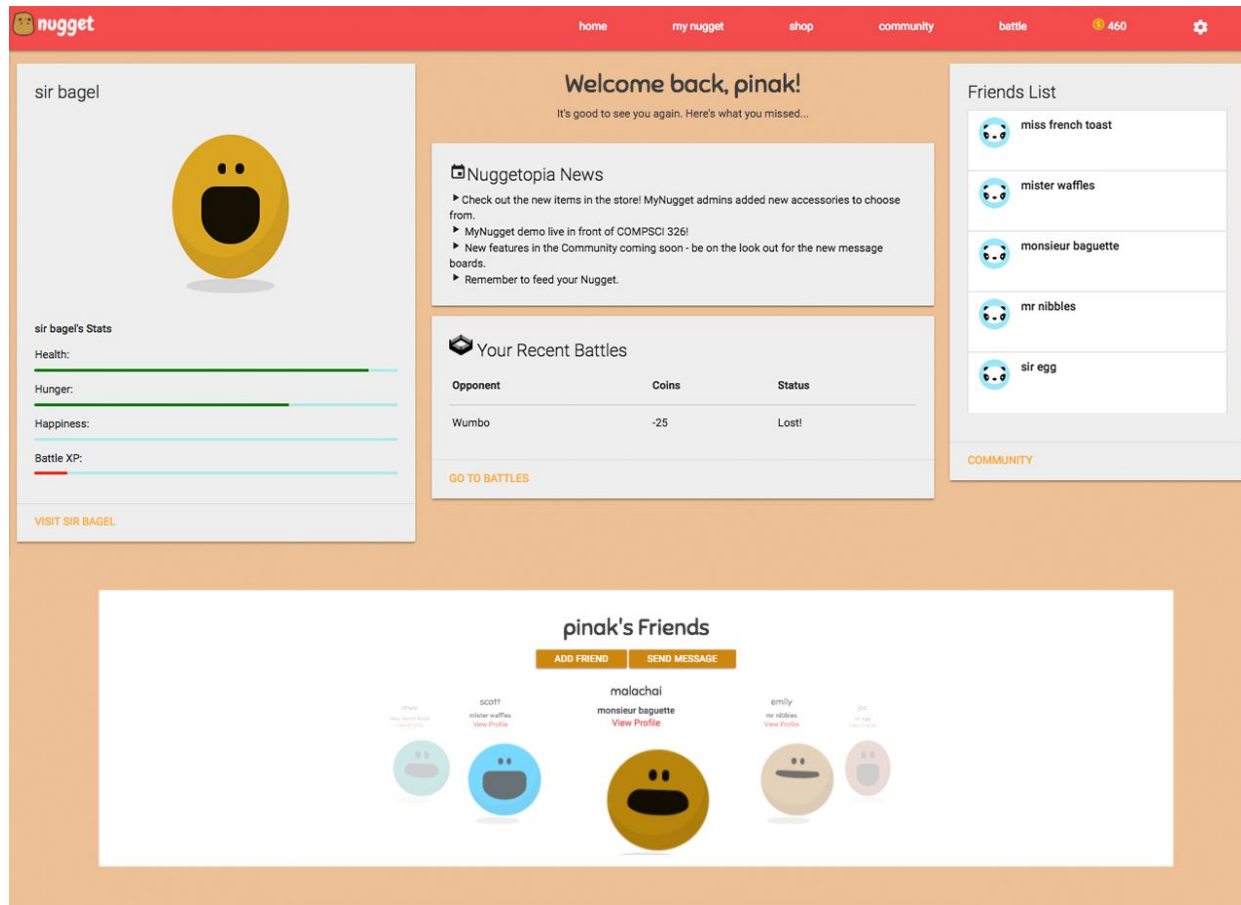 nugget
home
my nugget
shop
community
battle
460
sir bagel
sir bagel's Stats
Health:
Hunger:
Happiness:
Battle XP:
VISIT SIR BAGEL
Welcome back, pinak!
It's good to see you again. Here's what you missed...
Nuggetopia News
Check out the new items in the store! MyNugget admins added new accessories to choose
from.
MyNugget demo live in front of COMPSCI 326!
New features in the Community coming soon - be on the look out for the new message
boards.
Remember to feed your Nugget.
Your Recent Battles
Opponent Coins Status
Wumbo -25 Lost!
GO TO BATTLES
Friends List
miss french toast
mister waffles
monsieur baguette
mr nibbles
sir egg
COMMUNITY
pinak's Friends
ADD FRIEND SEND MESSAGE
scott
mister waffles
View Profile
malachai
monsieur baguette
View Profile
emily
mr nibbles
View Profile
joe
sir egg
View Profile